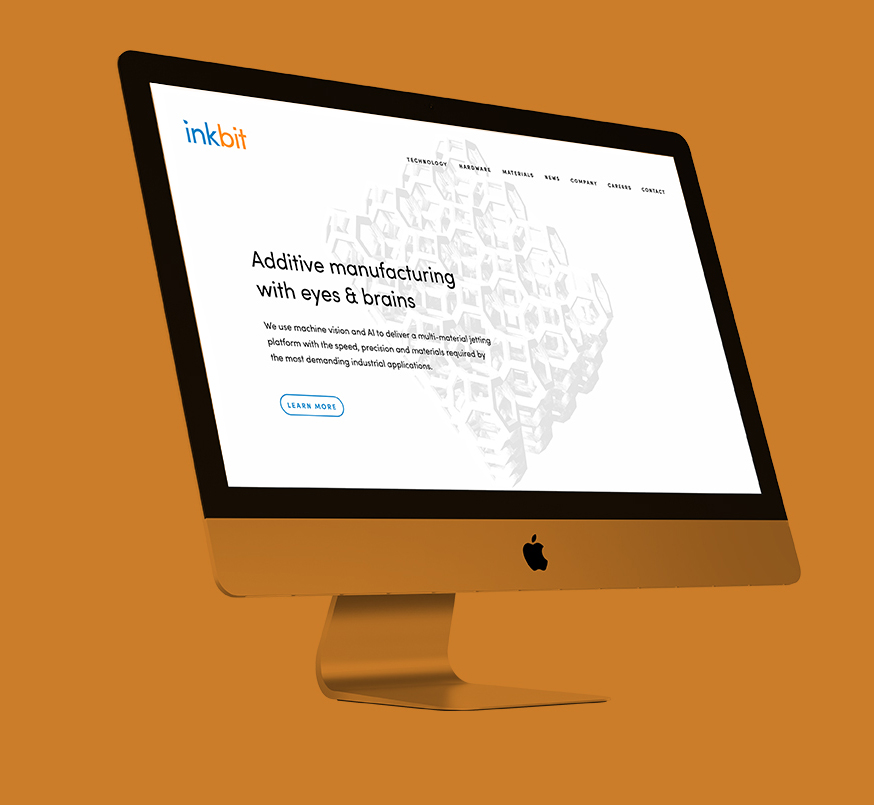 inkbit
TECHNOLOGY HARDWARE MATERIALS NEWS COMPANY CAREERS CONTACT
Additive manufacturing
with eyes & brains
We use machine vision and AI to deliver a multi-material jetting
platform with the speed, precision and materials required by
the most demanding industrial applications.
LEARN MORE